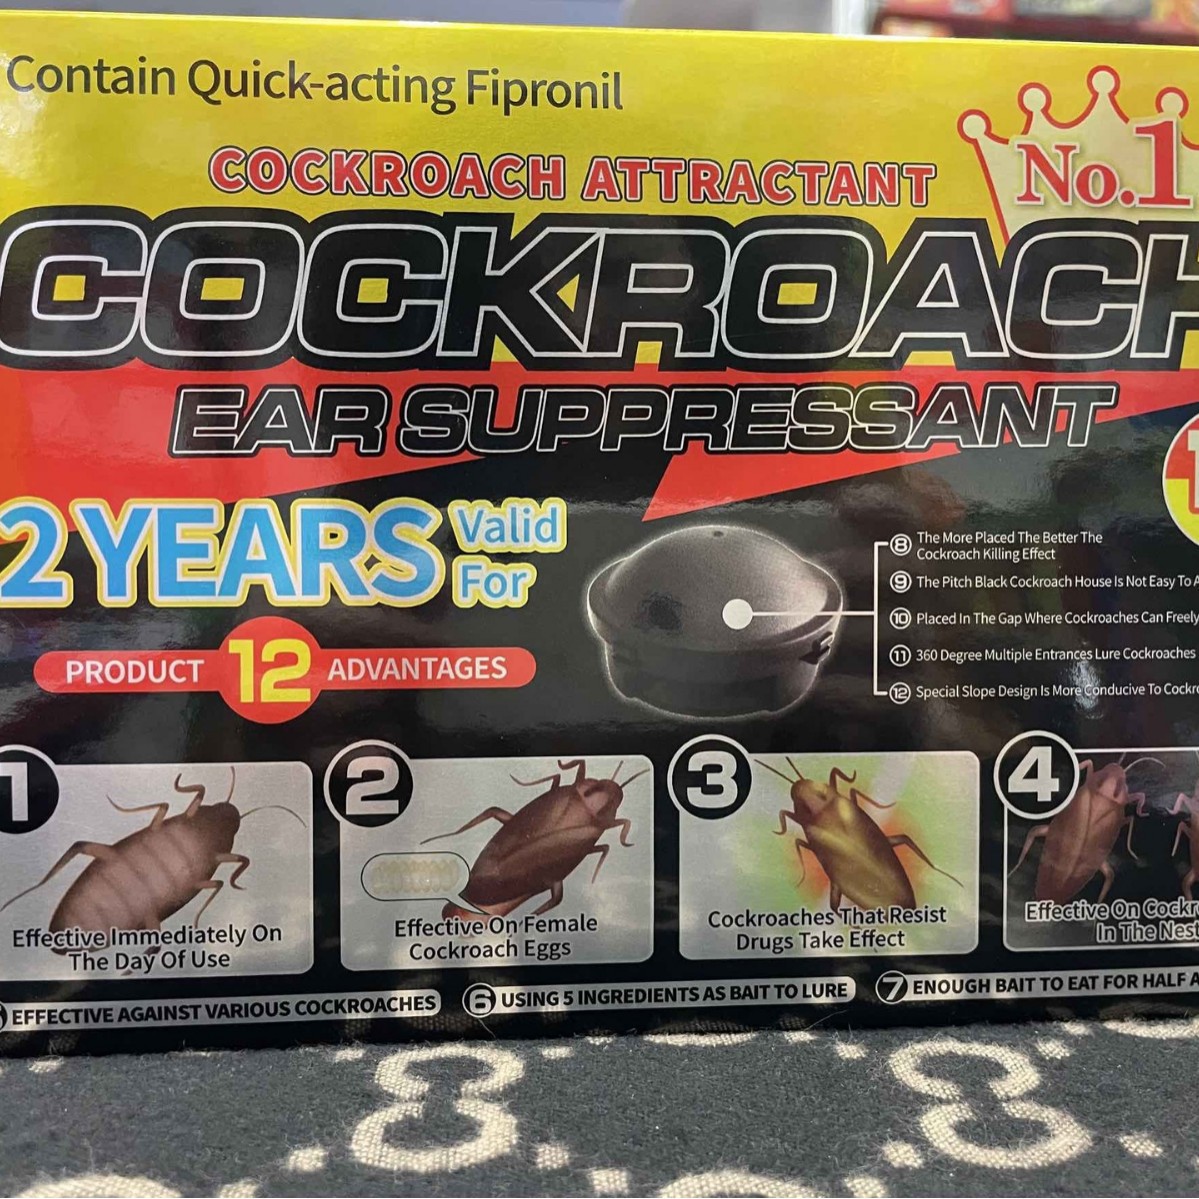 Contain Quick-acting Fipronil
No.1
COCKROACH ATTRACTANT
COCKROACH
EAR SUPPRESSANT
2 YEARS Valid
For
PRODUCT 12 ADVANTAGES
8 The More Placed The Better The
Cockroach Killing Effect
9 The Pitch Black Cockroach House Is Not Easy To
10 Placed In The Gap Where Cockroaches Can Freely
11 360 Degree Multiple Entrances Lure Cockroaches
12 Special Slope Design Is More Conducive To
1
Effective Immediately On
The Day Of Use
2
Effective On Female
Cockroach Eggs
3
Cockroaches That Resist
Drugs Take Effect
4
Effective On
In The Nest
EFFECTIVE AGAINST VARIOUS COCKROACHES
6 USING 5 INGREDIENTS AS BAIT TO LURE
7 ENOUGH BAIT TO EAT FOR HALF A